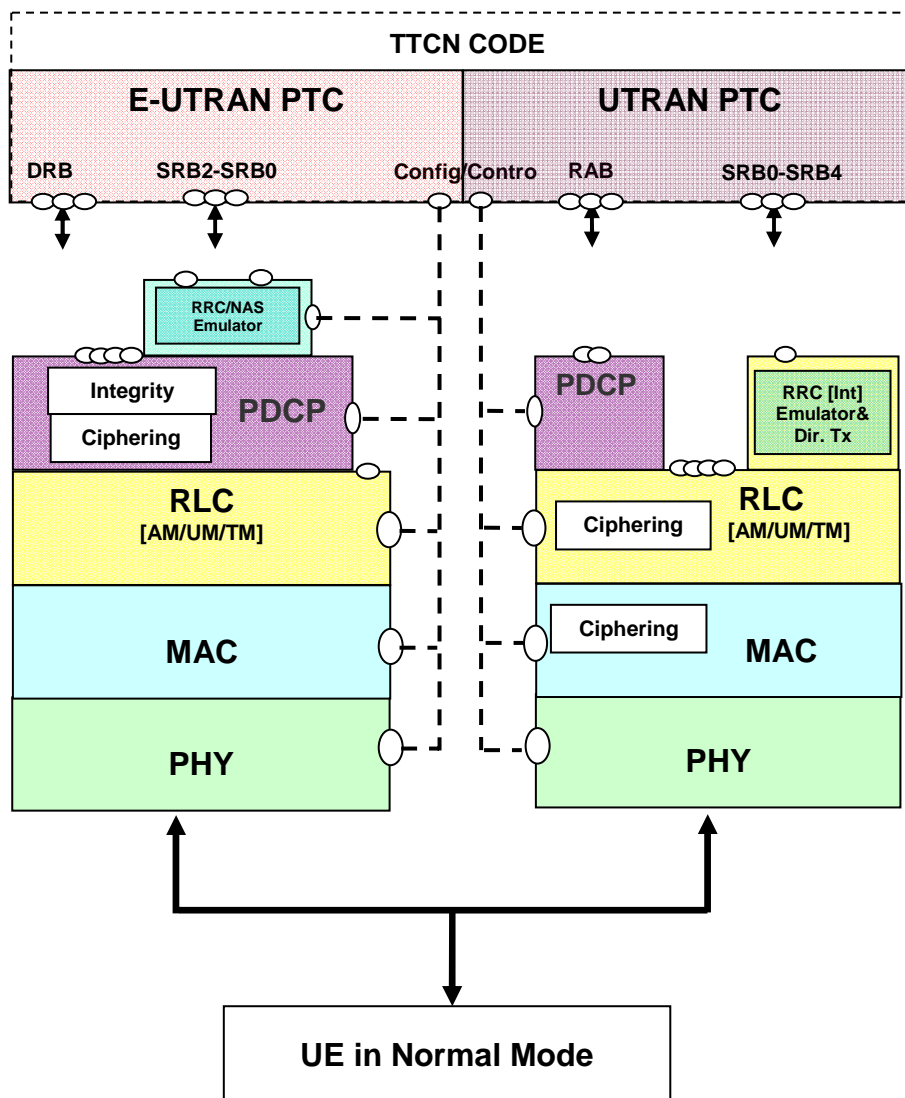 TTCN CODE
E-UTRAN PTC
UTRAN PTC
DRB
SRB2-SRB0
Config/Contro
RAB
SRB0-SRB4
RRC/NAS
Emulator
Integrity
Ciphering
PDCP
PDCP
RRC [Int]
Emulator&
Dir. Tx
RLC
[AM/UM/TM]
Ciphering
RLC
[AM/UM/TM]
MAC
Ciphering
MAC
PHY
PHY
UE in Normal Mode